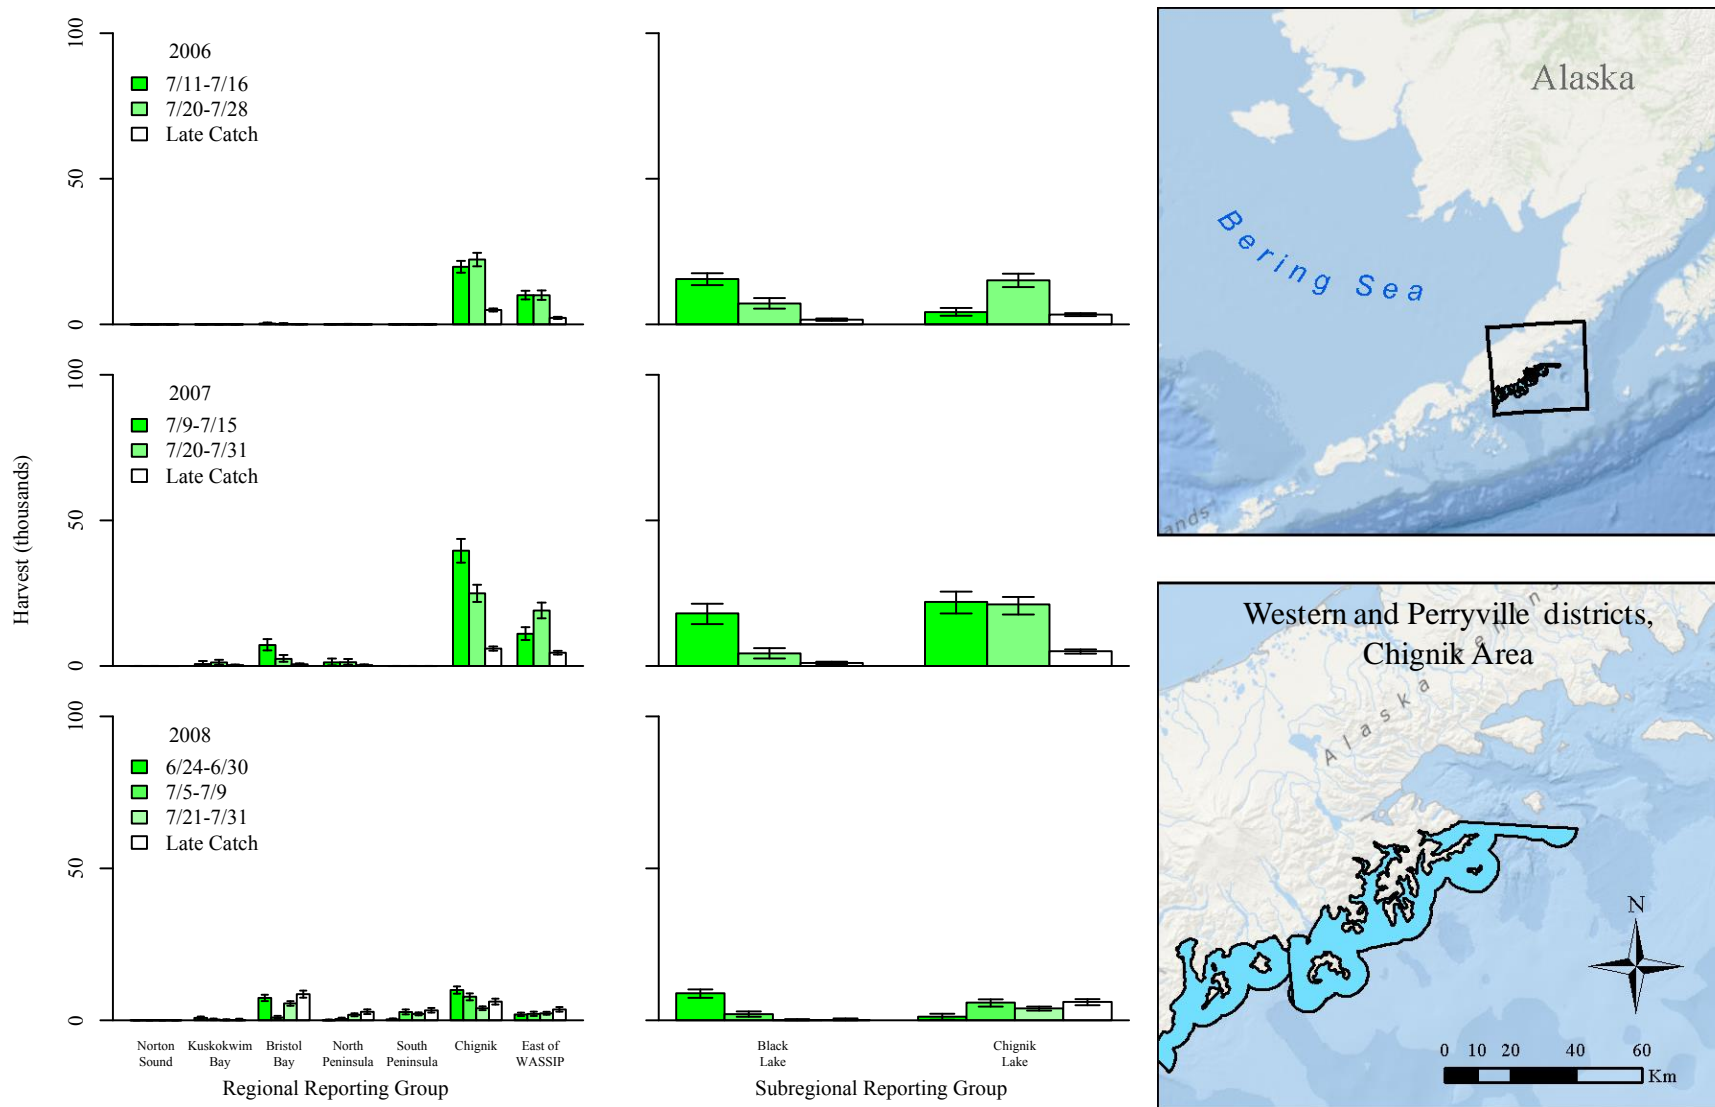 Harvest (thousands)
100
50
0
2006
7/11-7/16
7/20-7/28
Late Catch
100
50
0
2007
7/9-7/15
7/20-7/31
Late Catch
100
50
0
2008
6/24-6/30
7/5-7/9
7/21-7/31
Late Catch
Norton
Sound
Kuskokwim
Bay
Bristol
Bay
North
Peninsula
South
Peninsula
Chignik
East of
WASSIP
Regional Reporting Group
Black
Lake
Chignik
Lake
Subregional Reporting Group
Alaska
Bering Sea
ands
Western and Perryville districts,
Chignik Area
Alaska
N
0 10 20 40 60
Km